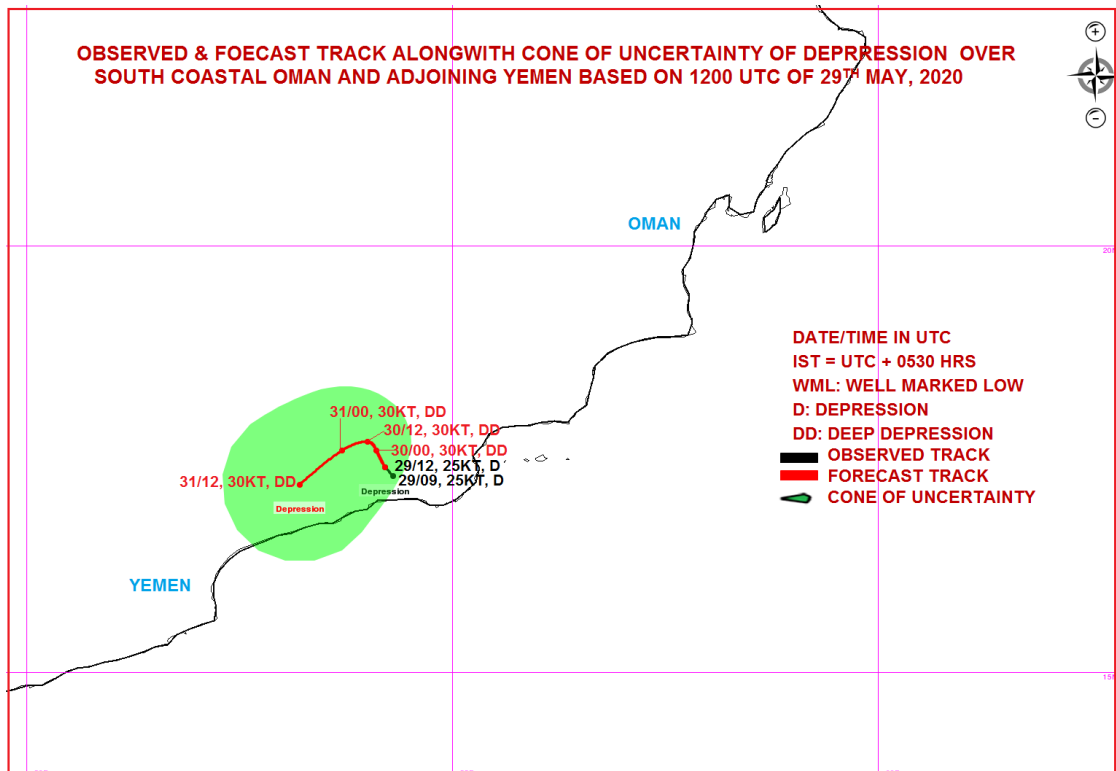 OBSERVED & FOECAST TRACK ALONGWITH CONE OF UNCERTAINTY OF DEPRRESSION OVER
SOUTH COASTAL OMAN AND ADJOINING YEMEN BASED ON 1200 UTC OF 29TH MAY, 2020
+
-
OMAN
20N
DATE/TIME IN UTC
IST = UTC + 0530 HRS
WML: WELL MARKED LOW
D: DEPRESSION
DD: DEEP DEPRESSION
OBSERVED TRACK
FORECAST TRACK
CONE OF UNCERTAINTY
31/00, 30KT, DD
30/12, 30KT, DD
30/00, 30KT, DD
29/12, 25KT, D
29/09, 25KT, D
31/12, 30KT, DD
Depression
Depression
YEMEN
15N